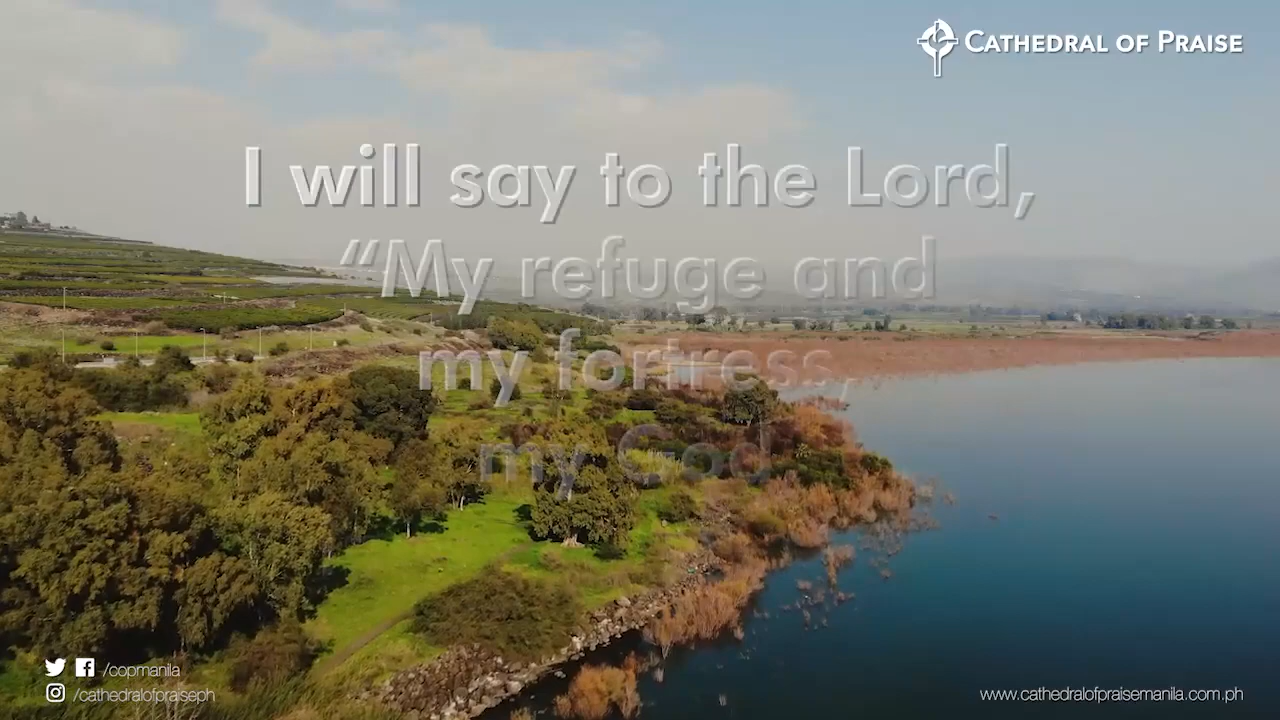 CATHEDRAL OF PRAISE
I will say to the Lord,
“My refuge and
my fortress,
my God
/copmanila
/cathedralofpraiseph
www.cathedralofpraisemanila.com.ph